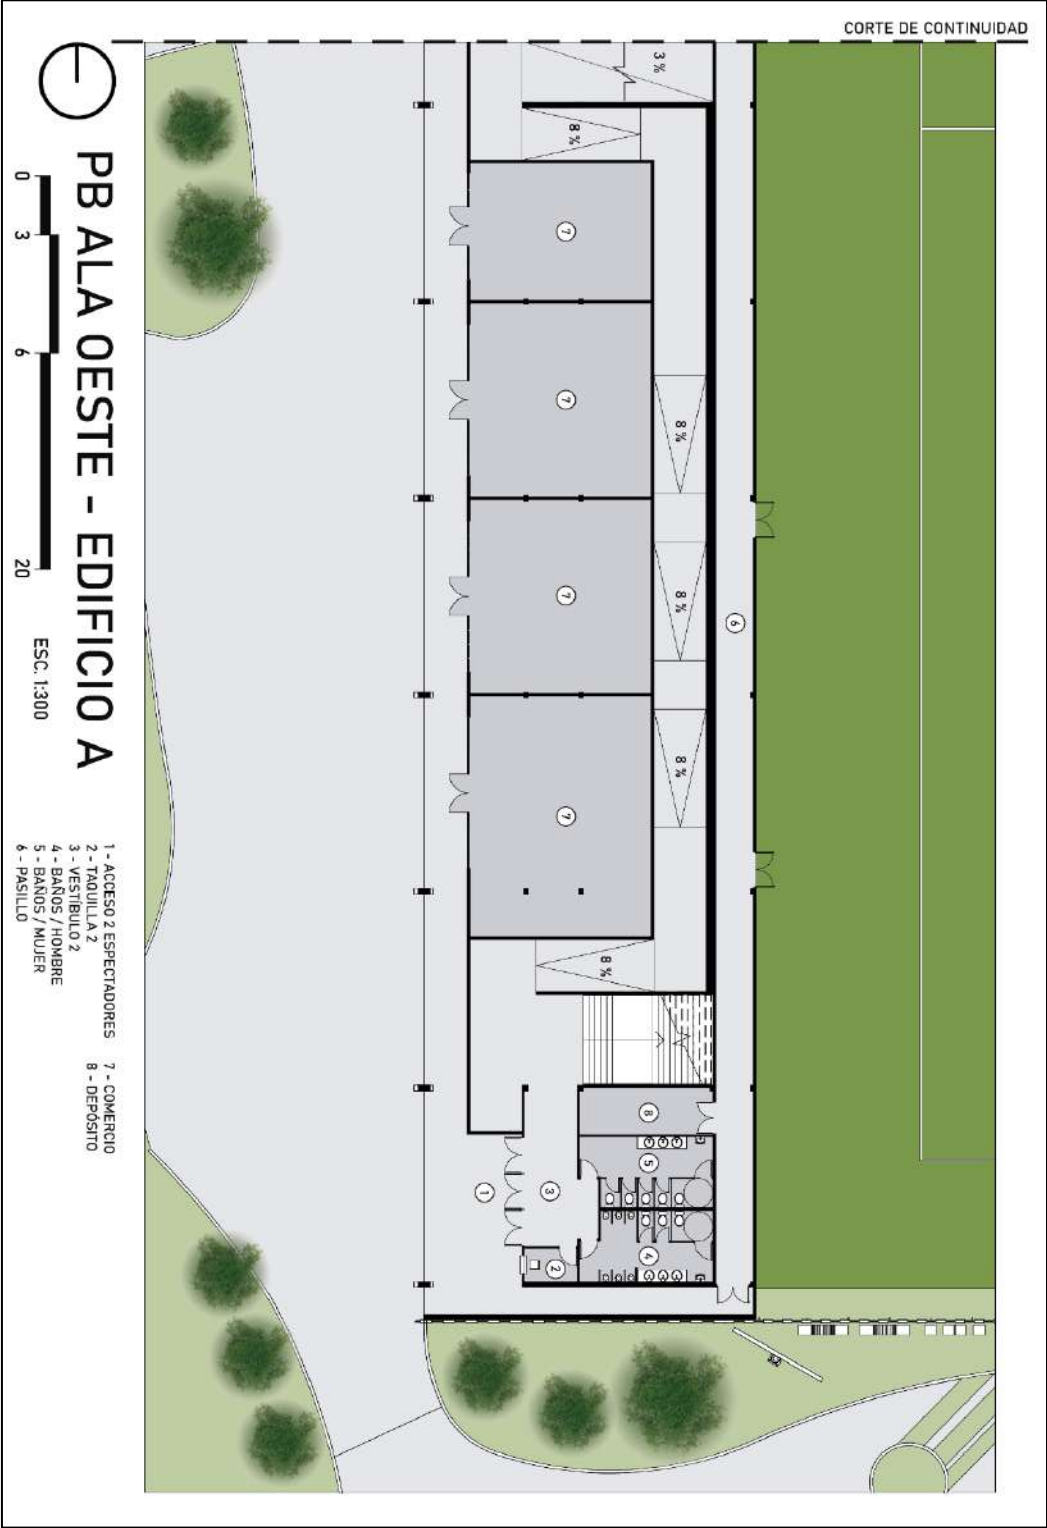 CORTE DE CONTINUIDAD
PB ALA OESTE - EDIFICIO A
0 3 6 20
ESC. 1:300
1 - ACCESO 2 ESPECTADORES
2 - TAQUILLA 2
3 - VESTÍBULO 2
4 - BAÑOS / HOMBRE
5 - BAÑOS / MUJER
6 - PASILLO
7 - COMERCIO
8 - DEPÓSITO
3 %
8 %
7
7
8 %
7
8 %
6
8 %
7
8 %
8
5
1
3
4
2